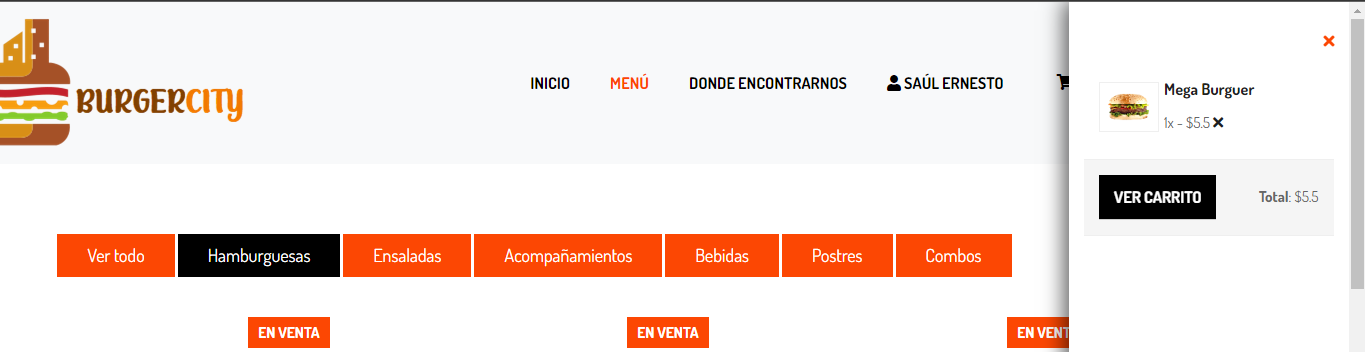 BURGERCITY
INICIO
MENÚ
DONDE ENCONTRARNOS
SAÚL ERNESTO
Mega Burguer
1x - $5.5
VER CARRITO
Total: $5.5
Ver todo
Hamburguesas
Ensaladas
Acompañamientos
Bebidas
Postres
Combos
EN VENTA
EN VENTA
EN VENT